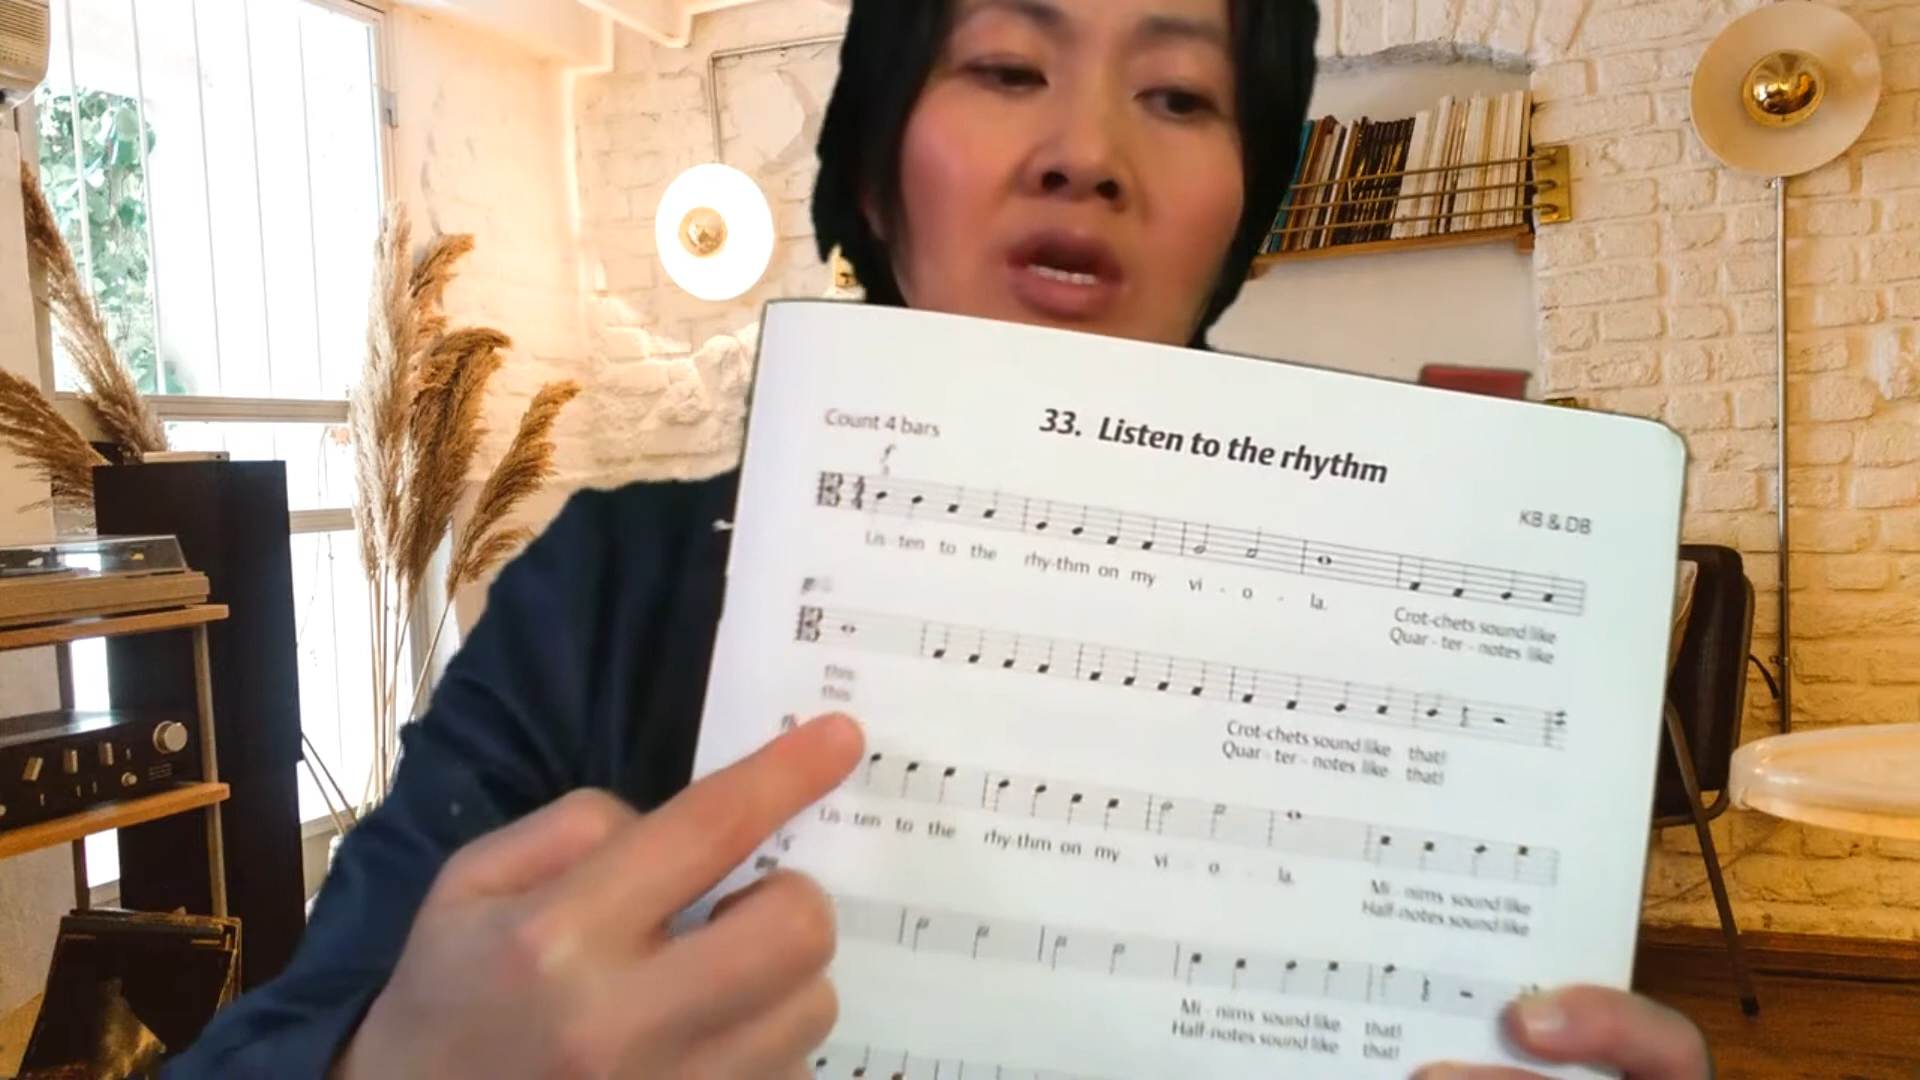 33. Listen to the rhythm
Count 4 bars
f
KB & DB
Lis - ten to the rhy-thm on my vi - o - la. Crot-chets sound like
Quar - ter - notes like
this
this
Crot-chets sound like that!
Quar - ter - notes like that!
Lis - ten to the rhy-thm on my vi - o - la. Mi - nims sound like
Half-notes sound like
Mi - nims sound like that!
Half-notes sound like that!